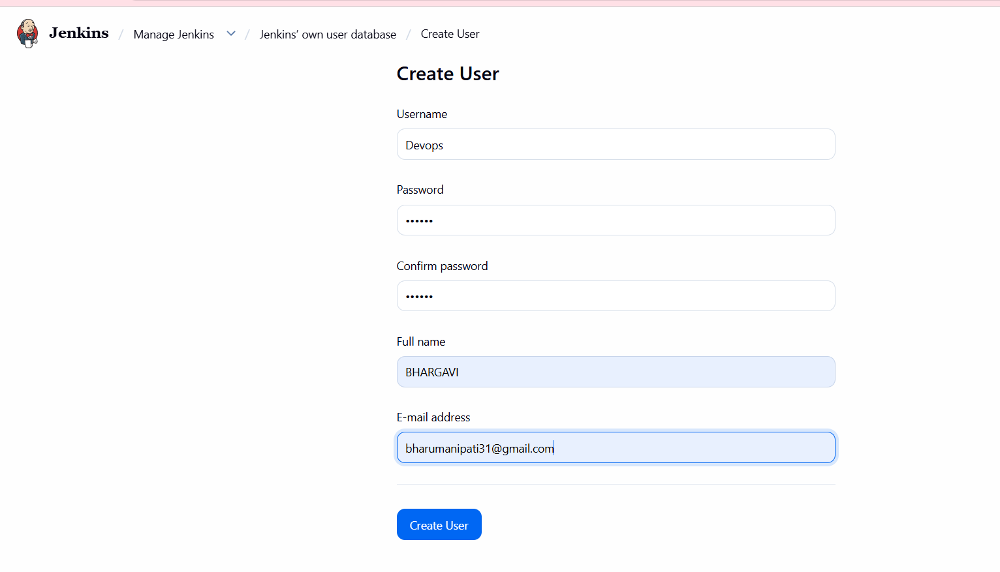 Jenkins / Manage Jenkins / Jenkins’ own user database / Create User
Create User
Username
Devops
Password
••••••
Confirm password
••••••
Full name
BHARGAVI
E-mail address
bharumanipati31@gmail.com
Create User